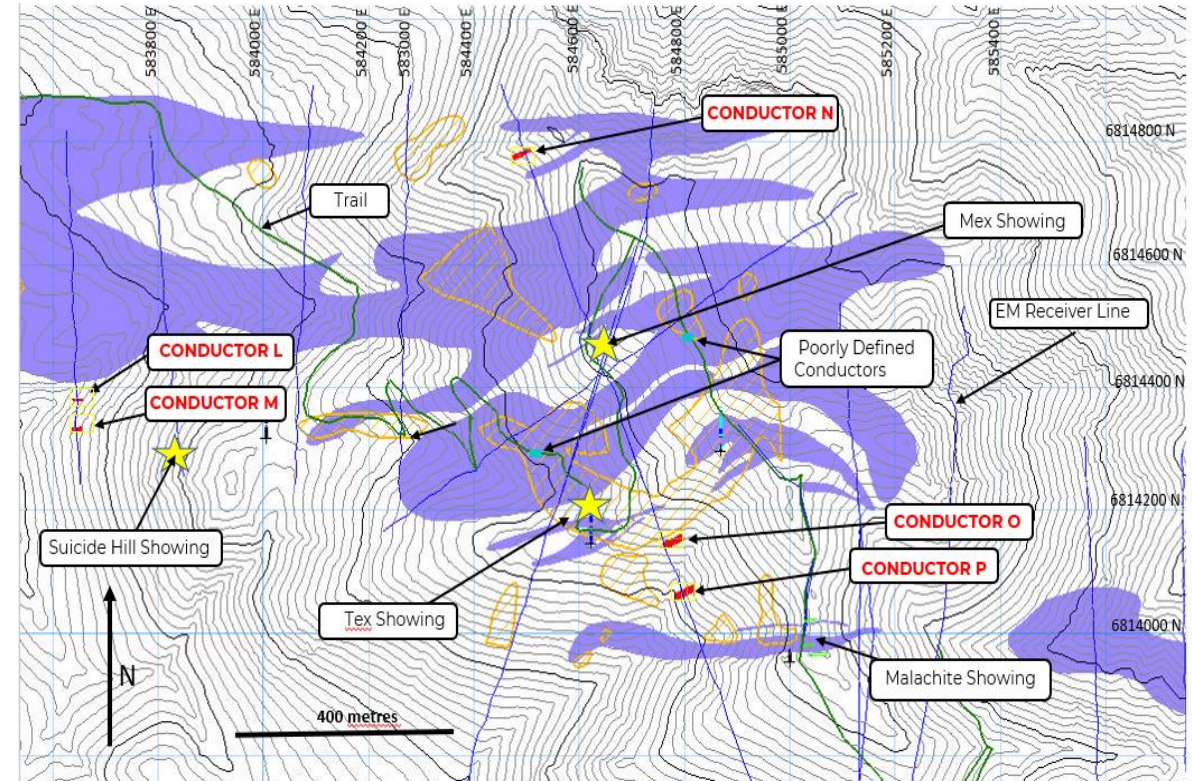 583800 E
584000 E
584200 E
583000 E
584400 E
584600 E
5848000 E
585000 E
585200 E
585400 E
CONDUCTOR N
6814800 N
Trail
Mex Showing
6814600 N
EM Receiver Line
CONDUCTOR L
Poorly Defined
Conductors
6814400 N
CONDUCTOR M
6814200 N
CONDUCTOR O
Suicide Hill Showing
CONDUCTOR P
Tex Showing
6814000 N
N
Malachite Showing
400 metres